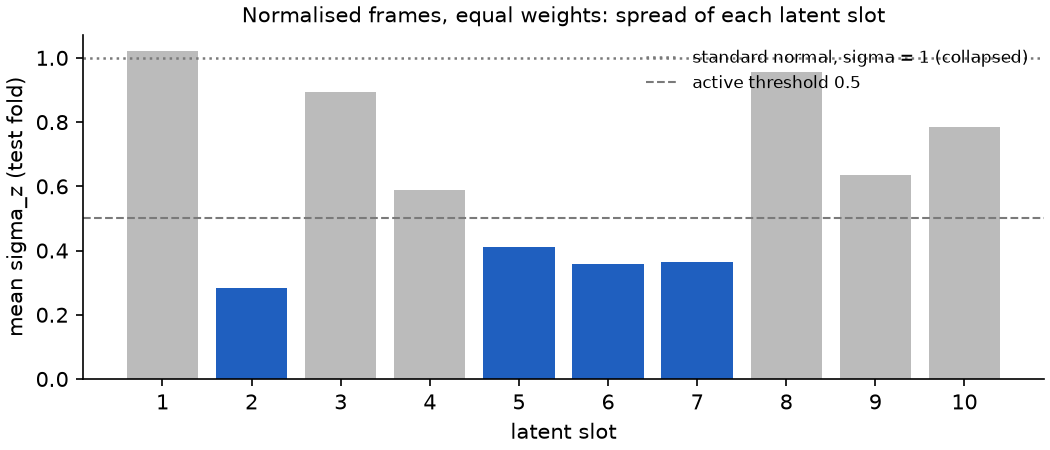 Normalised frames, equal weights: spread of each latent slot
standard normal, sigma = 1 (collapsed)
active threshold 0.5
mean sigma_z (test fold)
1.0
0.8
0.6
0.4
0.2
0.0
1 2 3 4 5 6 7 8 9 10
latent slot